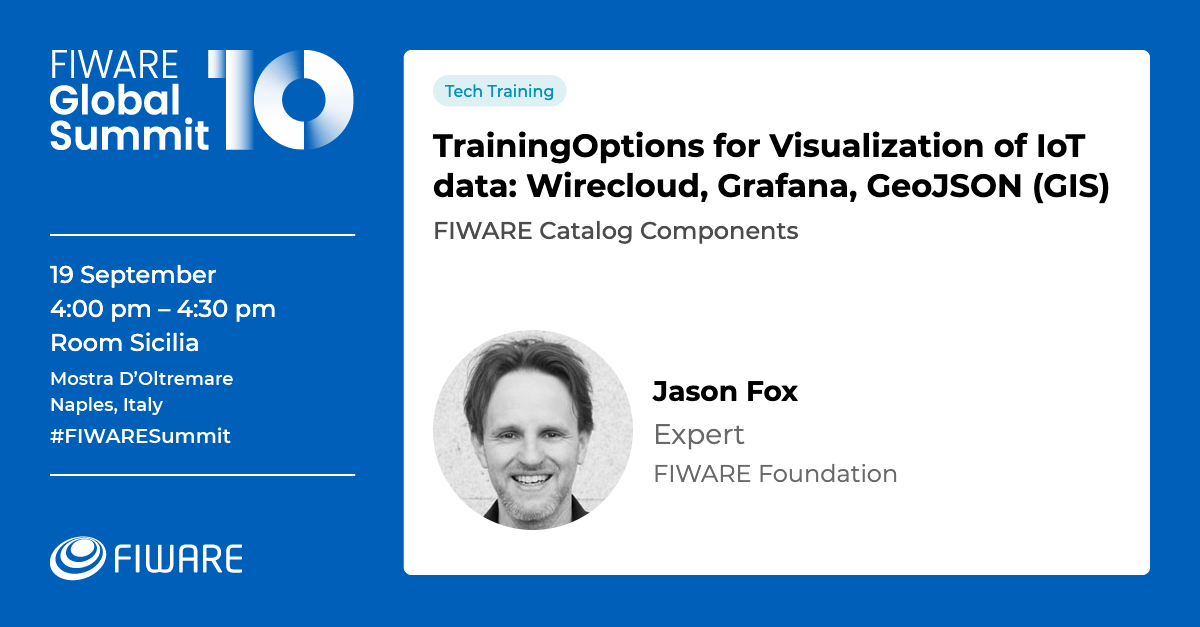 FIWARE
Global
Summit
10
19 September
4:00 pm – 4:30 pm
Room Sicilia
Mostra D’Oltremare
Naples, Italy
#FIWARESummit
FIWARE
Tech Training
TrainingOptions for Visualization of IoT
data: Wirecloud, Grafana, GeoJSON (GIS)
FIWARE Catalog Components
Jason Fox
Expert
FIWARE Foundation